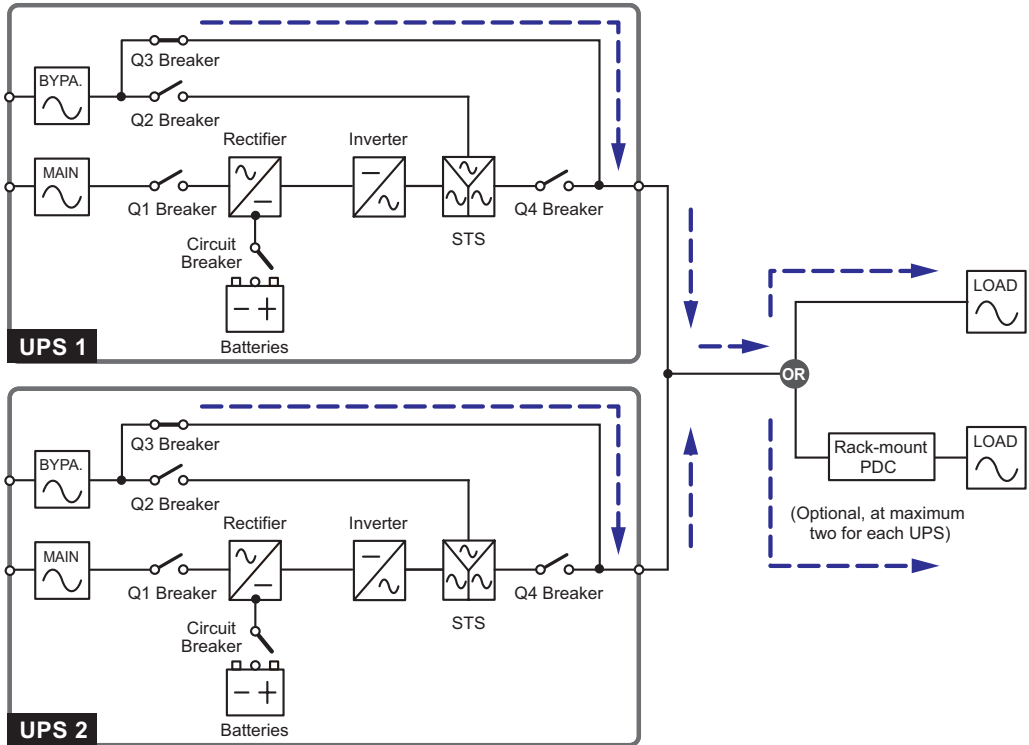 Q3 Breaker
BYPA.
Q2 Breaker
Rectifier
Inverter
MAIN
Q1 Breaker
STS
Q4 Breaker
Circuit
Breaker
Batteries
UPS 1
LOAD
OR
Rack-mount
PDC
LOAD
(Optional, at maximum
two for each UPS)
Q3 Breaker
BYPA.
Q2 Breaker
Rectifier
Inverter
MAIN
Q1 Breaker
STS
Q4 Breaker
Circuit
Breaker
Batteries
UPS 2